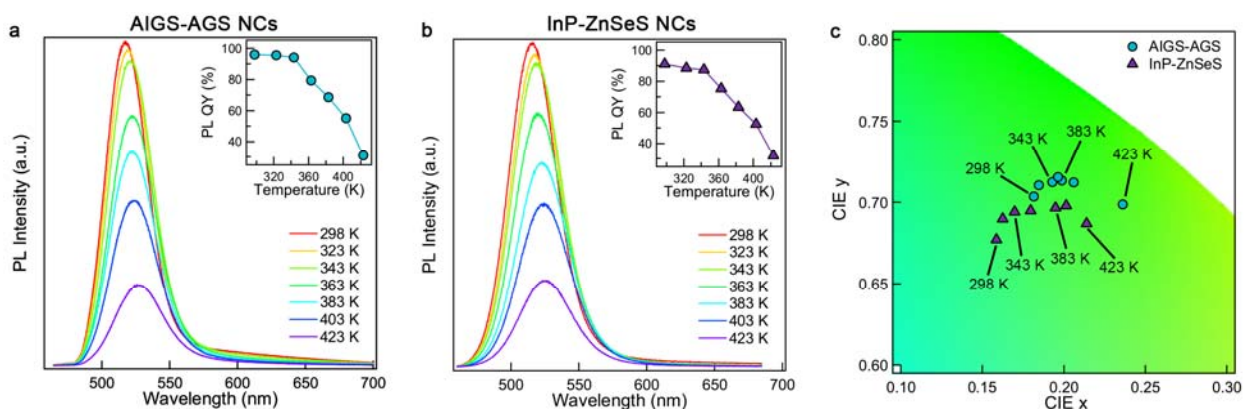 AIGS-AGS NCs
a
PL Intensity (a.u.)
Wavelength (nm)
500
550
600
650
700
PL QY (%)
100
80
60
40
Temperature (K)
320
360
400
298 K
323 K
343 K
363 K
383 K
403 K
423 K
InP-ZnSeS NCs
b
PL Intensity (a.u.)
Wavelength (nm)
500
550
600
650
700
PL QY (%)
100
80
60
40
Temperature (K)
320
360
400
298 K
323 K
343 K
363 K
383 K
403 K
423 K
c
CIE y
0.80
0.75
0.70
0.65
0.60
AIGS-AGS
InP-ZnSeS
343 K
383 K
298 K
423 K
298 K
343 K
383 K
423 K
0.10
0.15
0.20
0.25
0.30
CIE x